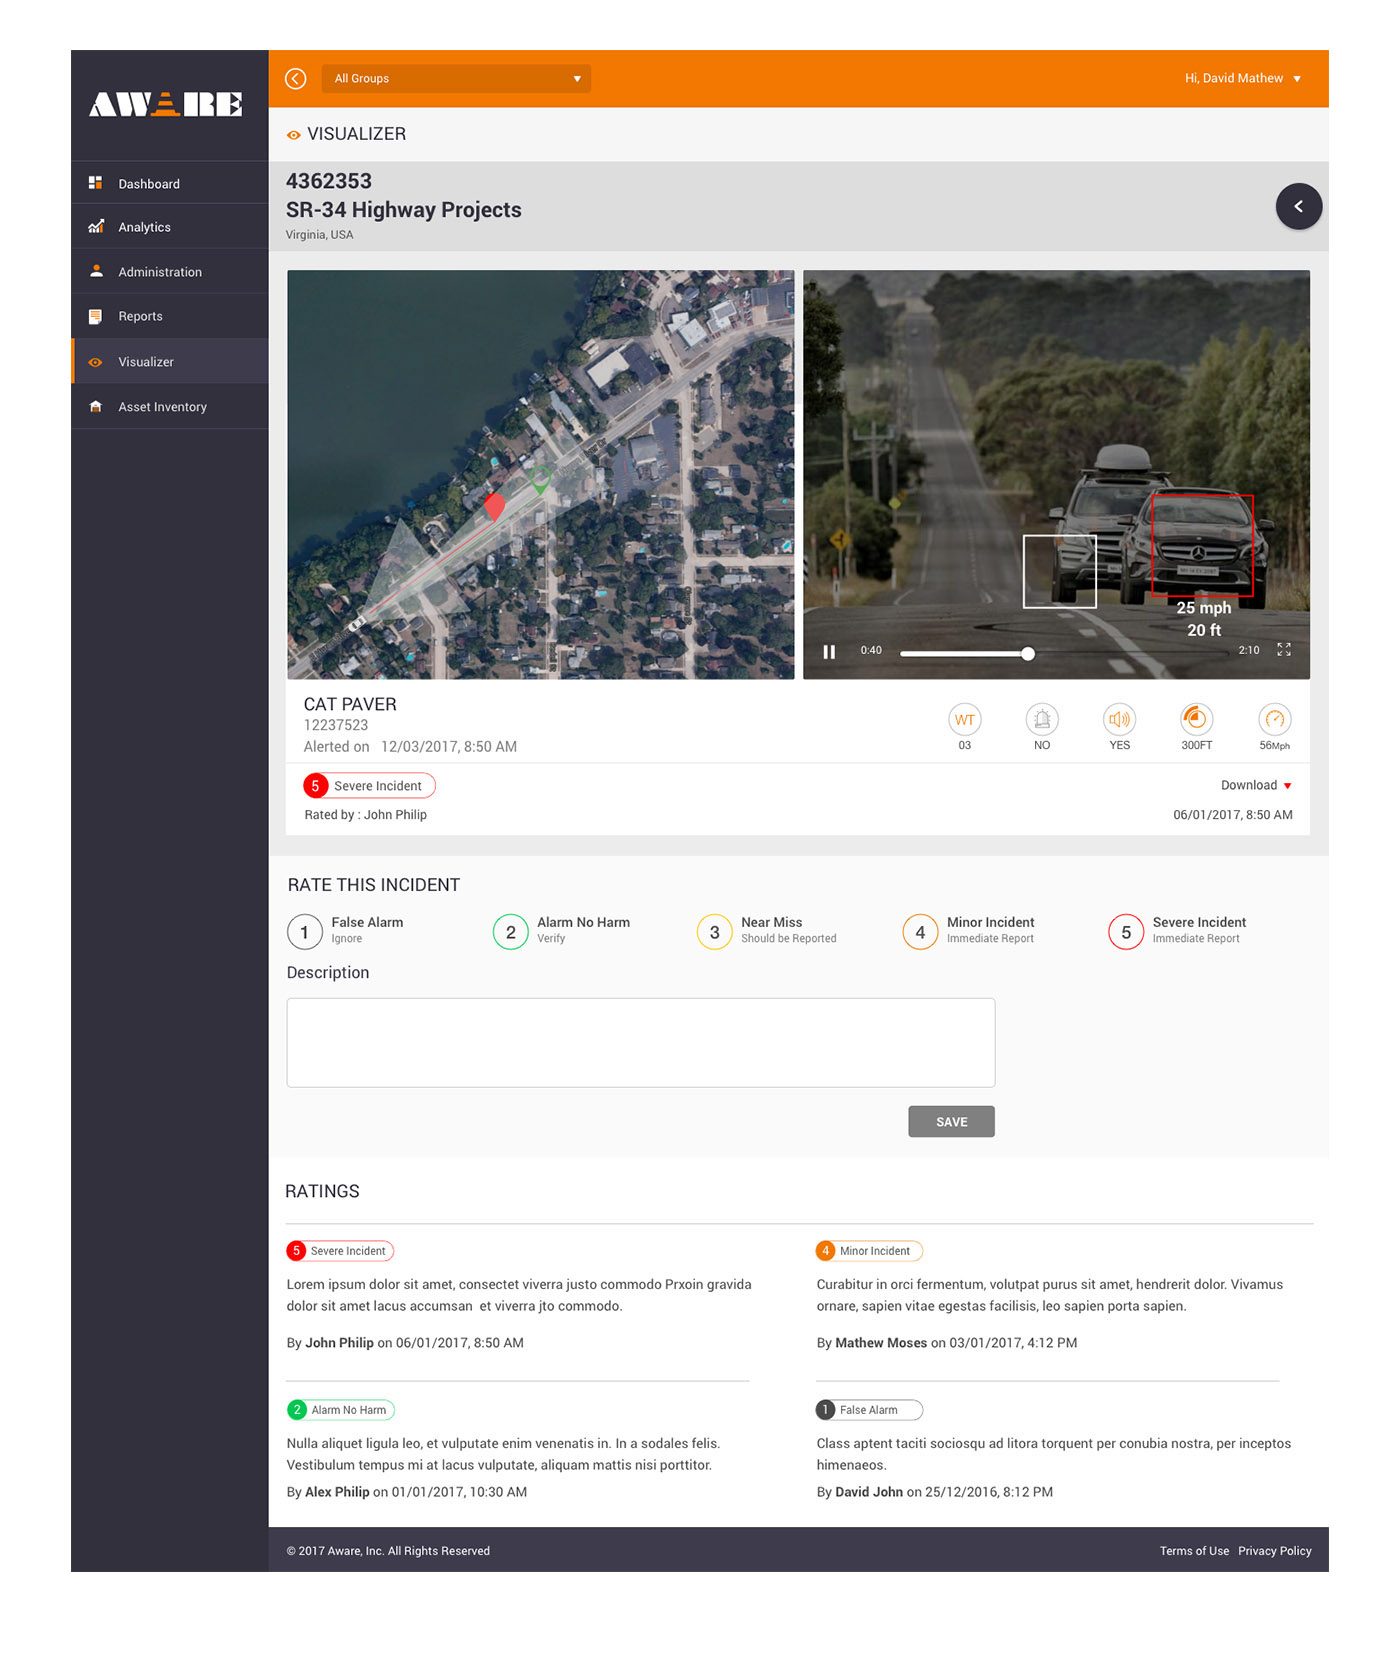 AWARE
All Groups
Hi, David Mathew
VISUALIZER
Dashboard
Analytics
Administration
Reports
Visualizer
Asset Inventory
4362353
SR-34 Highway Projects
Virginia, USA
25 mph
20 ft
0:40
2:10
CAT PAVER
12237523
Alerted on 12/03/2017, 8:50 AM
WT
03
NO
YES
300FT
56Mph
5 Severe Incident
Download
Rated by : John Philip
06/01/2017, 8:50 AM
RATE THIS INCIDENT
1 False Alarm
Ignore
2 Alarm No Harm
Verify
3 Near Miss
Should be Reported
4 Minor Incident
Immediate Report
5 Severe Incident
Immediate Report
Description
SAVE
RATINGS
5 Severe Incident
Lorem ipsum dolor sit amet, consectet viverra justo commodo Prxoin gravida
dolor sit amet lacus accumsan et viverra jto commodo.
By John Philip on 06/01/2017, 8:50 AM
4 Minor Incident
Curabitur in orci fermentum, volutpat purus sit amet, hendrerit dolor. Vivamus
ornare, sapien vitae egestas facilisis, leo sapien porta sapien.
By Mathew Moses on 03/01/2017, 4:12 PM
2 Alarm No Harm
Nulla aliquet ligula leo, et vulputate enim venenatis in. In a sodales felis.
Vestibulum tempus mi at lacus vulputate, aliquam mattis nisi porttitor.
By Alex Philip on 01/01/2017, 10:30 AM
1 False Alarm
Class aptent taciti sociosqu ad litora torquent per conubia nostra, per inceptos
himenaeos.
By David John on 25/12/2016, 8:12 PM
© 2017 Aware, Inc. All Rights Reserved
Terms of Use Privacy Policy